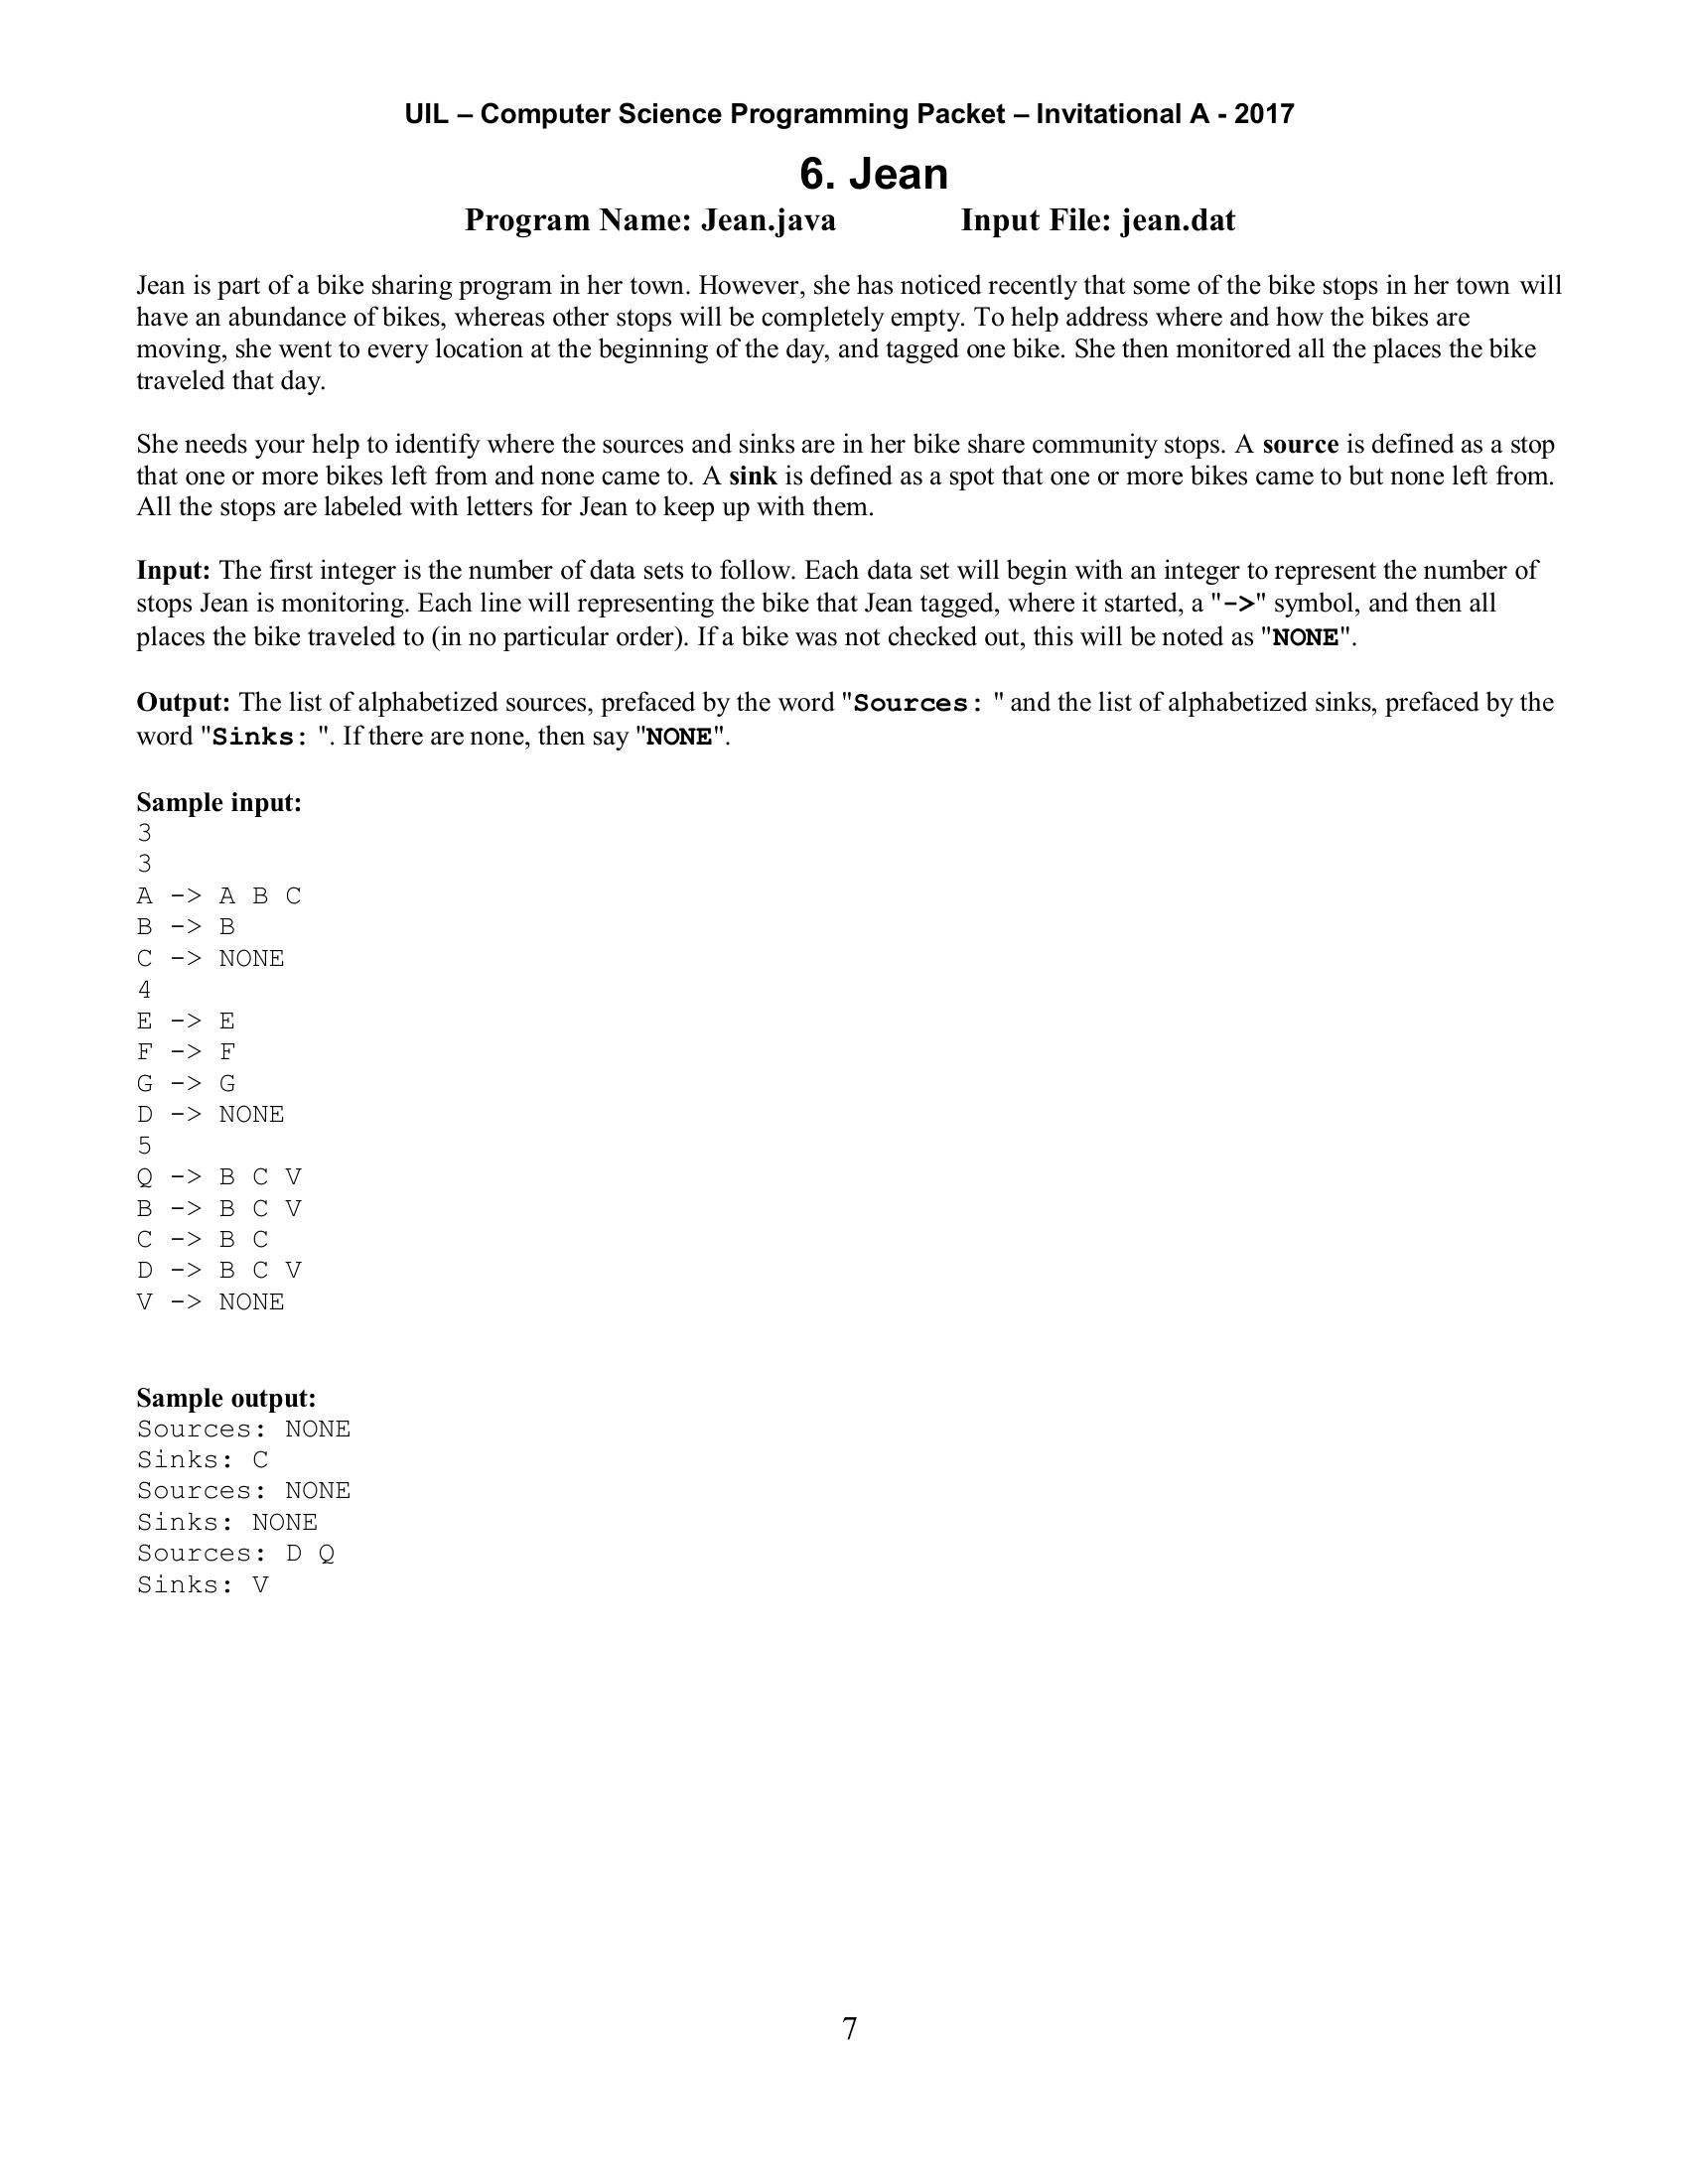 UIL – Computer Science Programming Packet – Invitational A - 2017
6. Jean
Program Name: Jean.java Input File: jean.dat
Jean is part of a bike sharing program in her town. However, she has noticed recently that some of the bike stops in her town will
have an abundance of bikes, whereas other stops will be completely empty. To help address where and how the bikes are
moving, she went to every location at the beginning of the day, and tagged one bike. She then monitored all the places the bike
traveled that day.
She needs your help to identify where the sources and sinks are in her bike share community stops. A source is defined as a stop
that one or more bikes left from and none came to. A sink is defined as a spot that one or more bikes came to but none left from.
All the stops are labeled with letters for Jean to keep up with them.
Input: The first integer is the number of data sets to follow. Each data set will begin with an integer to represent the number of
stops Jean is monitoring. Each line will representing the bike that Jean tagged, where it started, a "->" symbol, and then all
places the bike traveled to (in no particular order). If a bike was not checked out, this will be noted as "NONE".
Output: The list of alphabetized sources, prefaced by the word "Sources: " and the list of alphabetized sinks, prefaced by the
word "Sinks: ". If there are none, then say "NONE".
Sample input:
3
3
A -> A B C
B -> B
C -> NONE
4
E -> E
F -> F
G -> G
D -> NONE
5
Q -> B C V
B -> B C V
C -> B C
D -> B C V
V -> NONE
Sample output:
Sources: NONE
Sinks: C
Sources: NONE
Sinks: NONE
Sources: D Q
Sinks: V
7